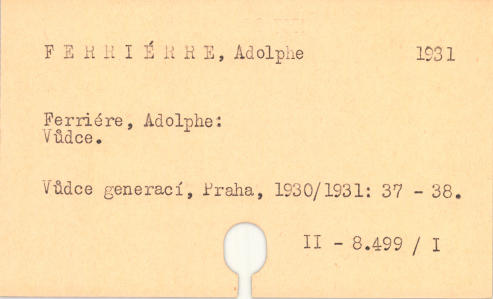 F E R R I É R R E, Adolphe 1931
Ferriére, Adolphe:
Vůdce.
Vůdce generací, Praha, 1930/1931: 37 - 38.
II - 8.499 / I